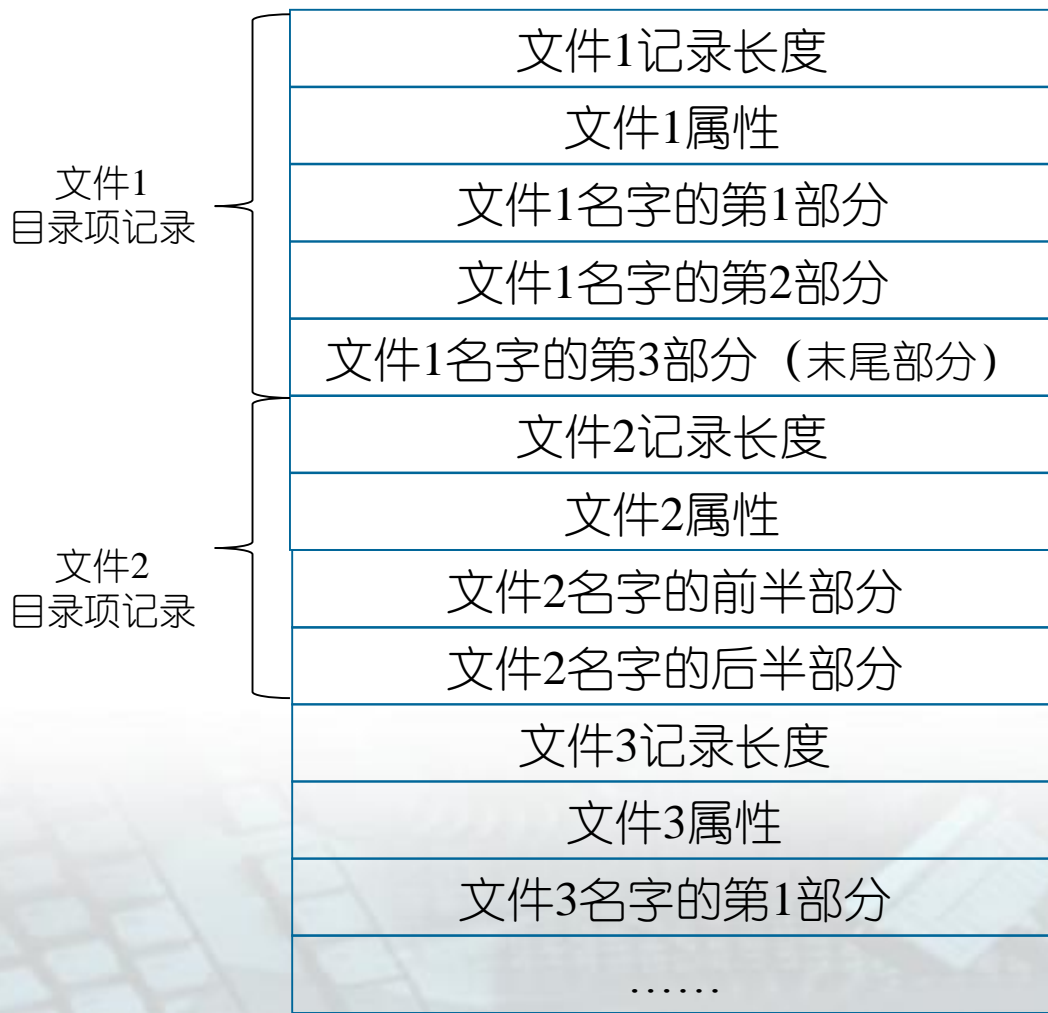 文件1记录长度
文件1属性
文件1
目录项记录
文件1名字的第1部分
文件1名字的第2部分
文件1名字的第3部分（末尾部分）
文件2记录长度
文件2属性
文件2
目录项记录
文件2名字的前半部分
文件2名字的后半部分
文件3记录长度
文件3属性
文件3名字的第1部分
……